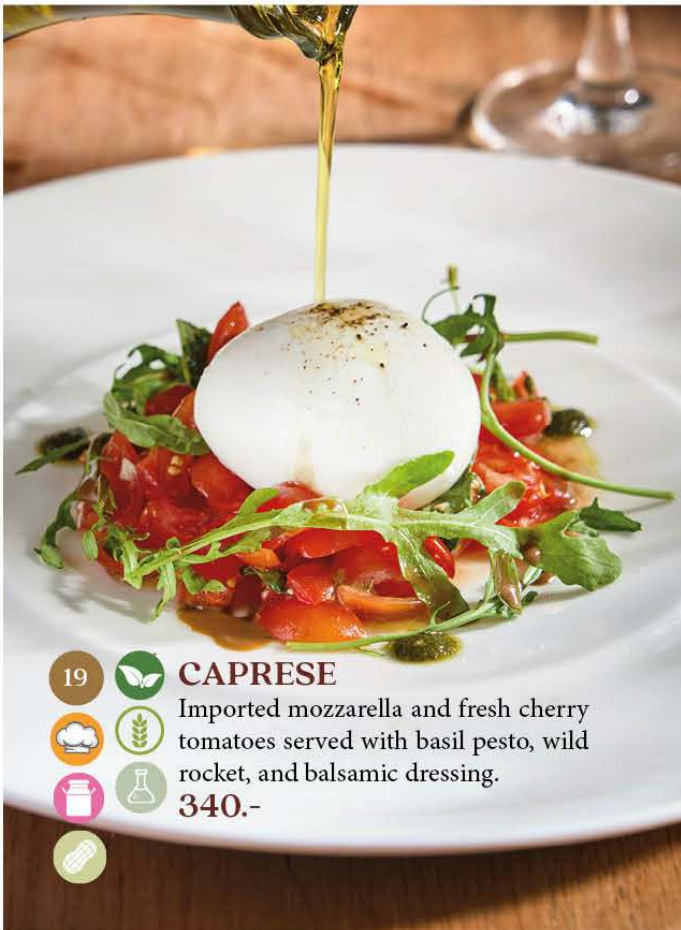 19
CAPRESE
Imported mozzarella and fresh cherry
tomatoes served with basil pesto, wild
rocket, and balsamic dressing.
340.-